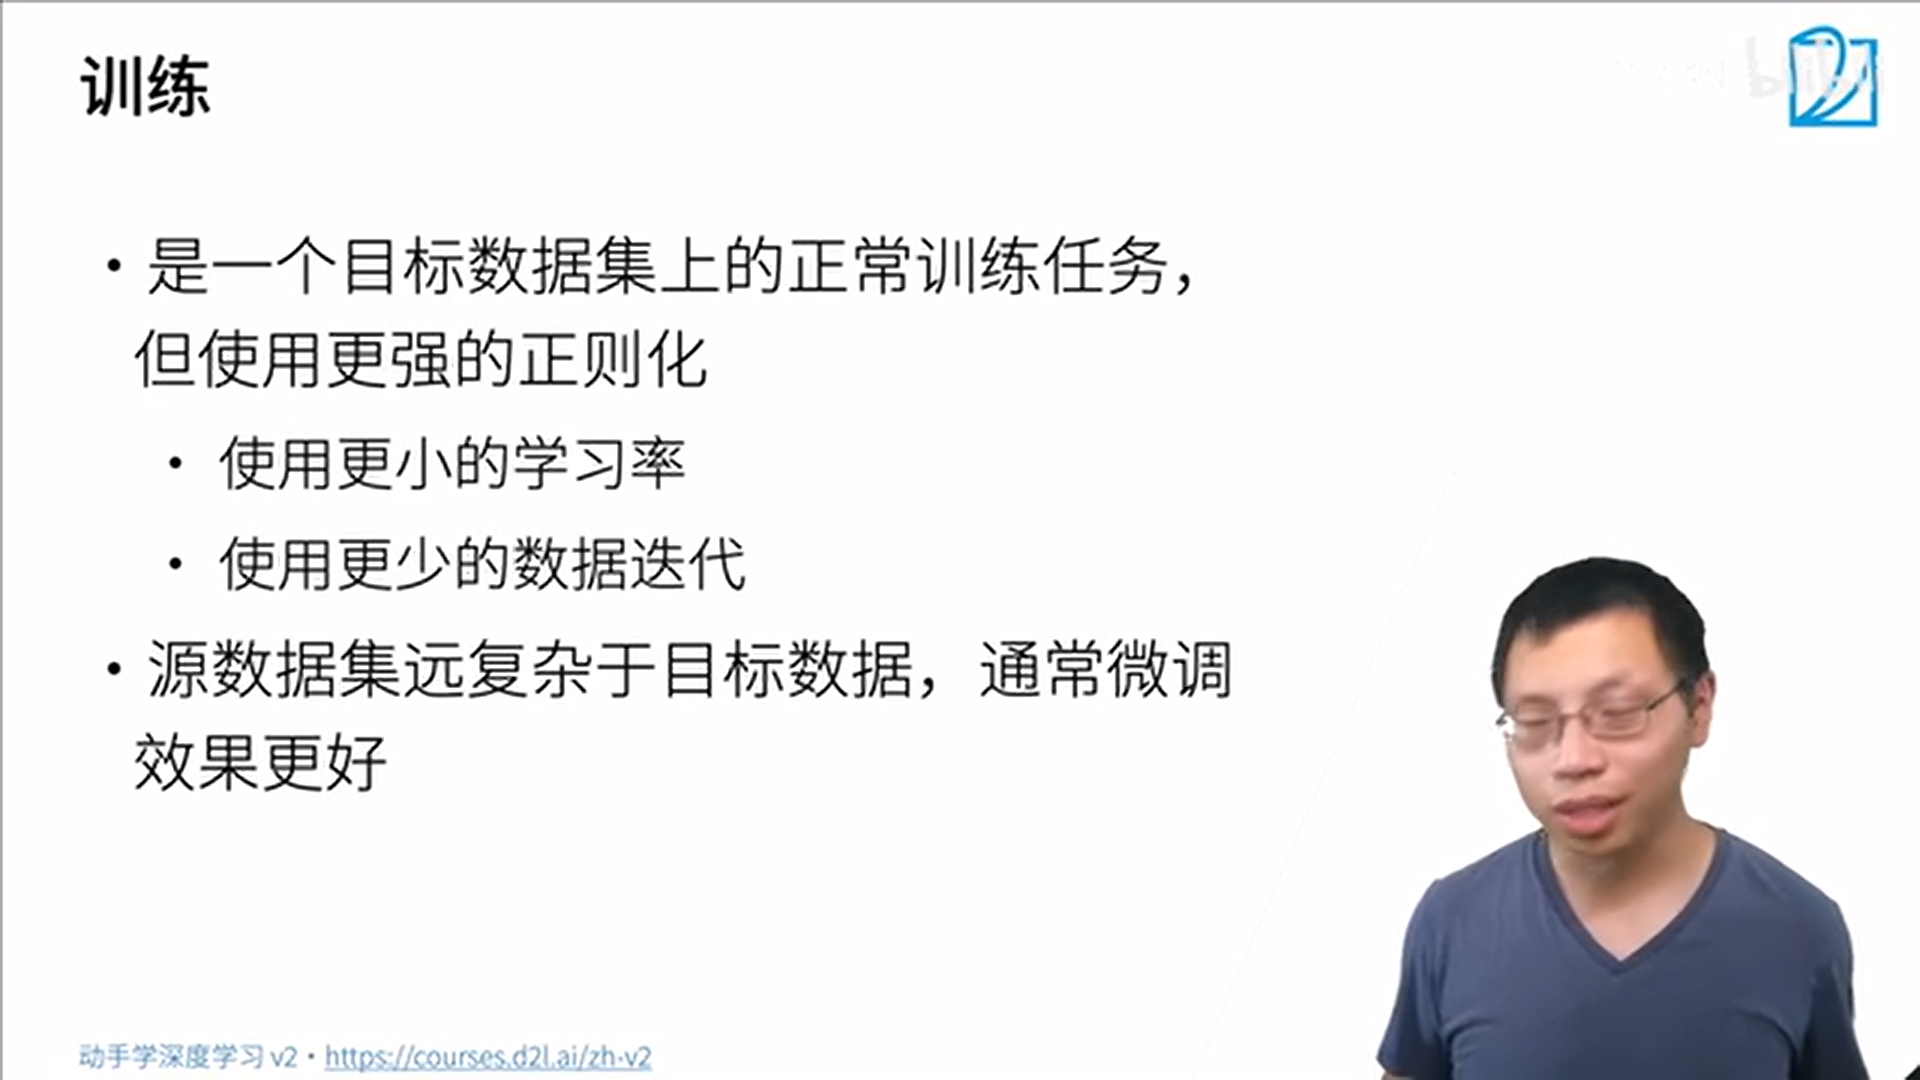 训练
• 是一个目标数据集上的正常训练任务，
但使用更强的正则化
• 使用更小的学习率
• 使用更少的数据迭代
• 源数据集远复杂于目标数据，通常微调
效果更好
动手学深度学习 v2 • https://courses.d2l.ai/zh-v2